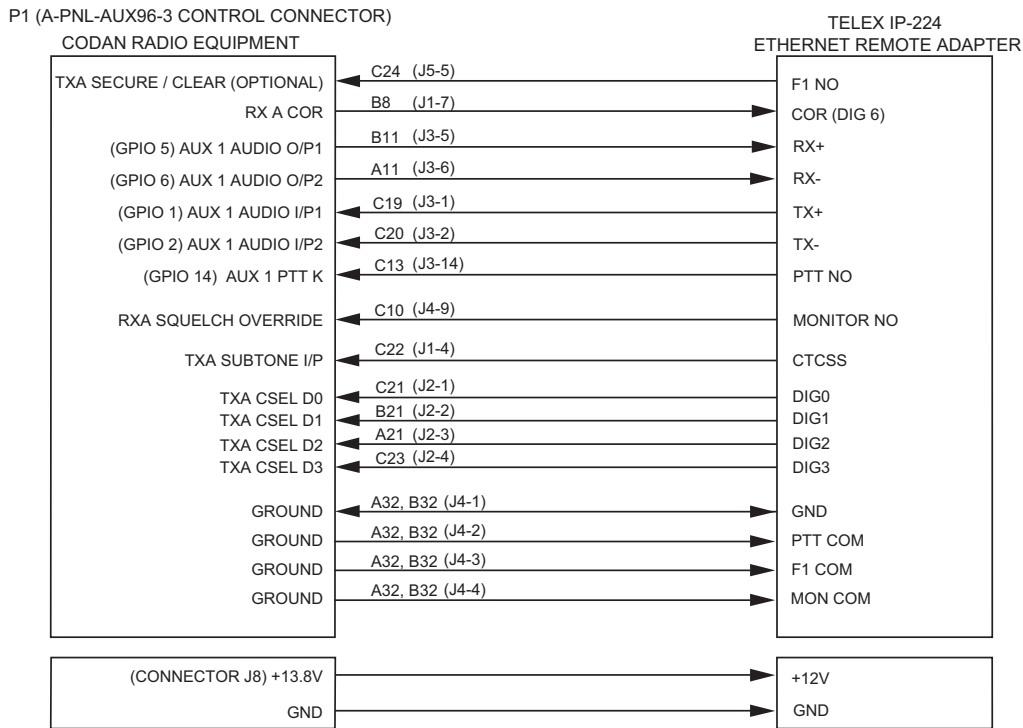 P1 (A-PNL-AUX96-3 CONTROL CONNECTOR)
CODAN RADIO EQUIPMENT
TELEX IP-224
ETHERNET REMOTE ADAPTER
TXA SECURE / CLEAR (OPTIONAL) C24 (J5-5) F1 NO
RX A COR B8 (J1-7) COR (DIG 6)
(GPIO 5) AUX 1 AUDIO O/P1 B11 (J3-5) RX+
(GPIO 6) AUX 1 AUDIO O/P2 A11 (J3-6) RX-
(GPIO 1) AUX 1 AUDIO I/P1 C19 (J3-1) TX+
(GPIO 2) AUX 1 AUDIO I/P2 C20 (J3-2) TX-
(GPIO 14) AUX 1 PTT K C13 (J3-14) PTT NO
RXA SQUELCH OVERRIDE C10 (J4-9) MONITOR NO
TXA SUBTONE I/P C22 (J1-4) CTCSS
TXA CSEL D0 C21 (J2-1) DIG0
TXA CSEL D1 B21 (J2-2) DIG1
TXA CSEL D2 A21 (J2-3) DIG2
TXA CSEL D3 C23 (J2-4) DIG3
GROUND A32, B32 (J4-1) GND
GROUND A32, B32 (J4-2) PTT COM
GROUND A32, B32 (J4-3) F1 COM
GROUND A32, B32 (J4-4) MON COM
(CONNECTOR J8) +13.8V +12V
GND GND